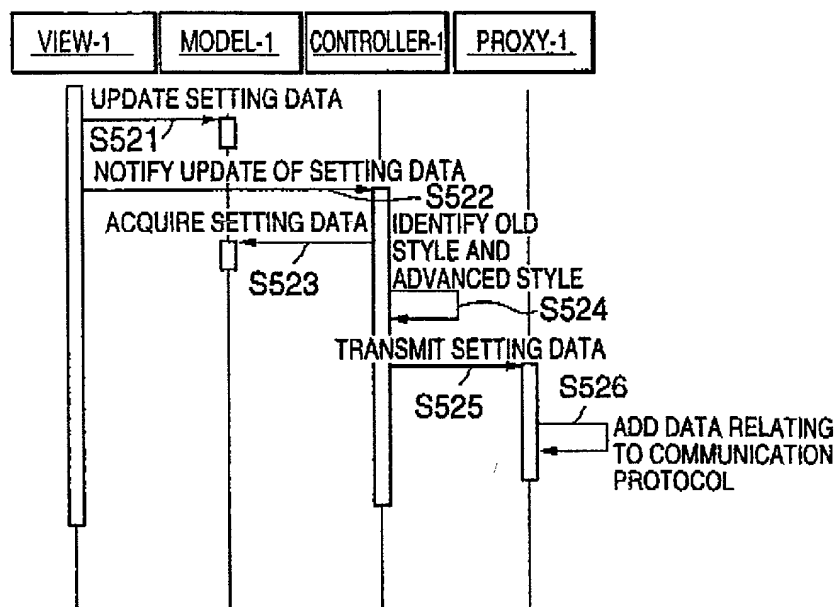 VIEW-1
MODEL-1
CONTROLLER-1
PROXY-1
UPDATE SETTING DATA
S521
NOTIFY UPDATE OF SETTING DATA
S522
ACQUIRE SETTING DATA
S523
IDENTIFY OLD
STYLE AND
ADVANCED STYLE
S524
TRANSMIT SETTING DATA
S525
S526
ADD DATA RELATING
TO COMMUNICATION
PROTOCOL